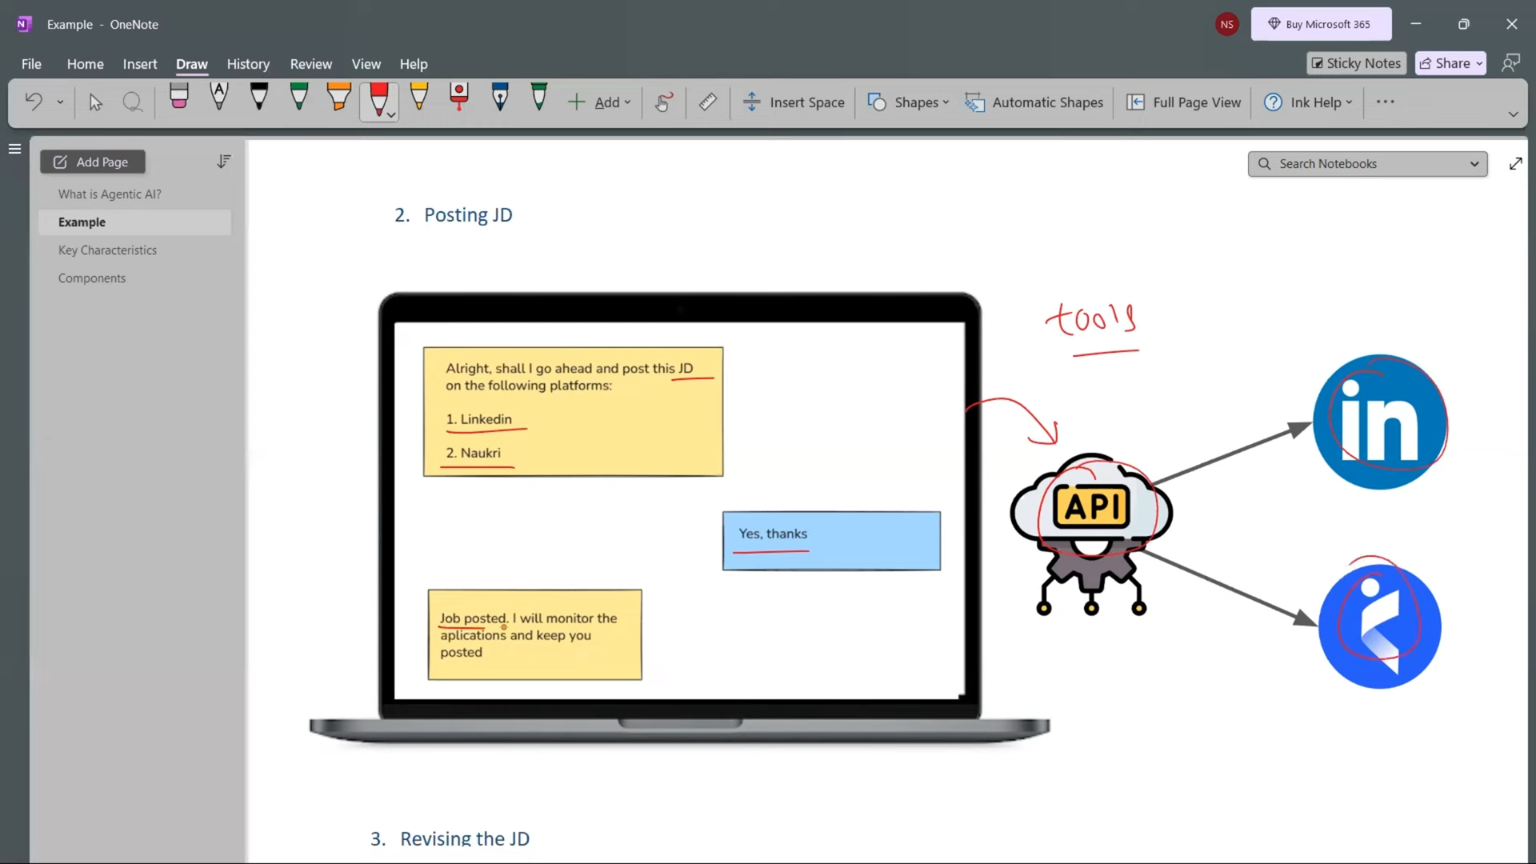 Example - OneNote
NS
Buy Microsoft 365
File Home Insert Draw History Review View Help
Sticky Notes
Share
Add
Insert Space
Shapes
Automatic Shapes
Full Page View
Ink Help
Add Page
Search Notebooks
What is Agentic AI?
Example
Key Characteristics
Components
2. Posting JD
tools
Alright, shall I go ahead and post this JD
on the following platforms:
1. Linkedin
2. Naukri
in
API
Yes, thanks
Job posted. I will monitor the
aplications and keep you
posted
3. Revising the JD